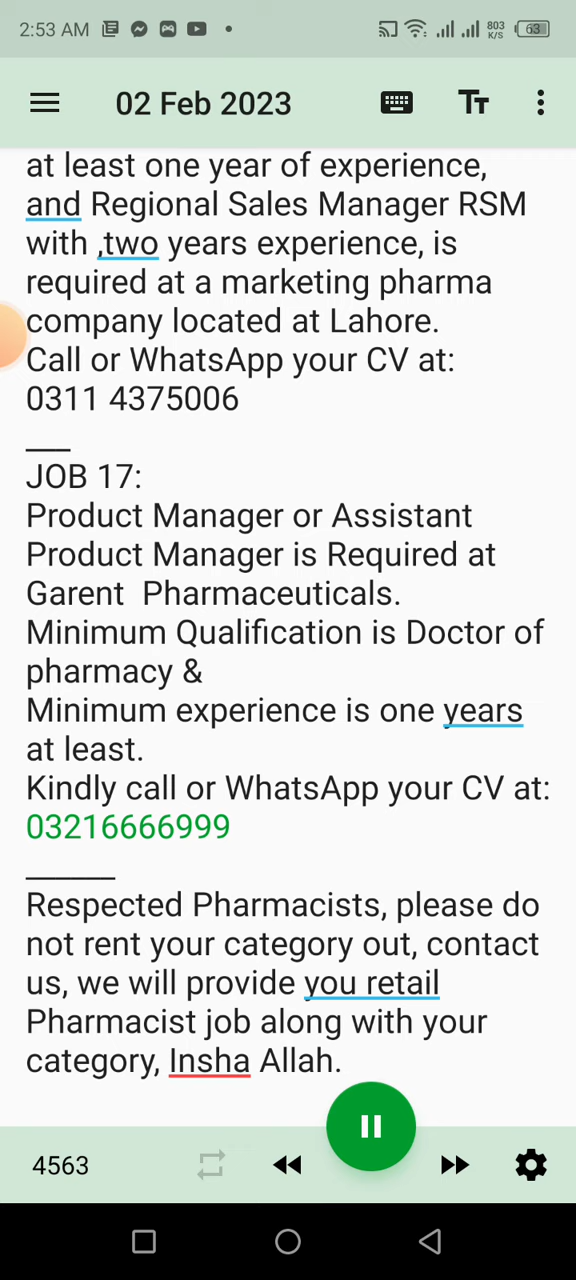 2:53 AM
803
K/S
63
02 Feb 2023
at least one year of experience,
and Regional Sales Manager RSM
with ,two years experience, is
required at a marketing pharma
company located at Lahore.
Call or WhatsApp your CV at:
0311 4375006
___
JOB 17:
Product Manager or Assistant
Product Manager is Required at
Garent  Pharmaceuticals.
Minimum Qualification is Doctor of
pharmacy &
Minimum experience is one years
at least.
Kindly call or WhatsApp your CV at:
03216666999
______
Respected Pharmacists, please do
not rent your category out, contact
us, we will provide you retail
Pharmacist job along with your
category, Insha Allah.
4563